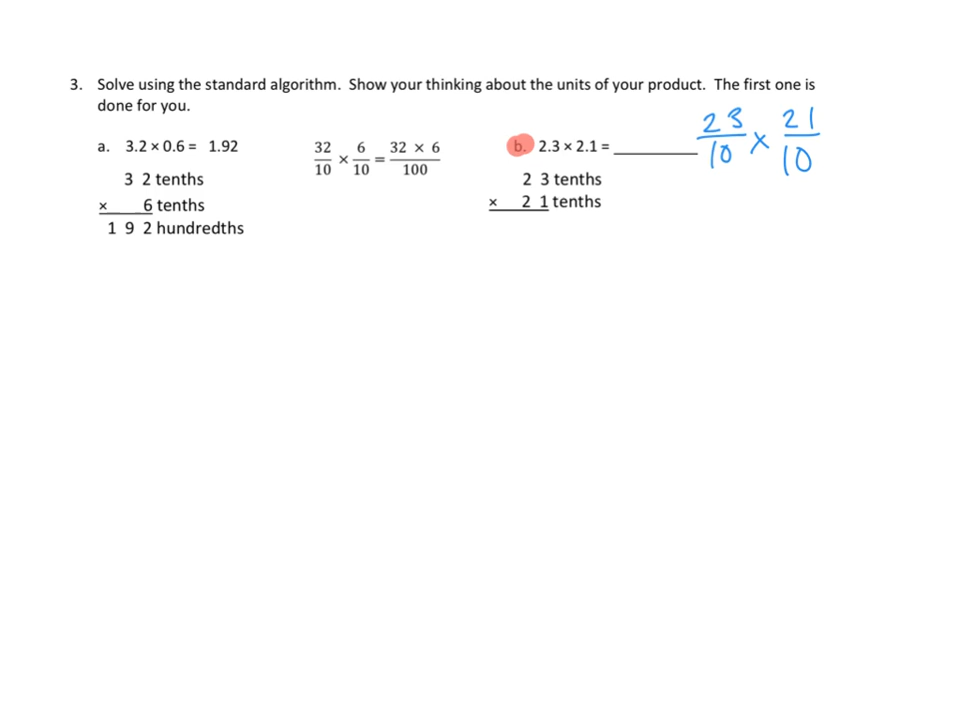 3. Solve using the standard algorithm. Show your thinking about the units of your product. The first one is
done for you.
a. 3.2 × 0.6 = 1.92
32/10 × 6/10 = 32 × 6/100
b. 2.3 × 2.1 = ________
23/10 × 21/10
3 2 tenths
× 6 tenths
1 9 2 hundredths
2 3 tenths
× 2 1 tenths